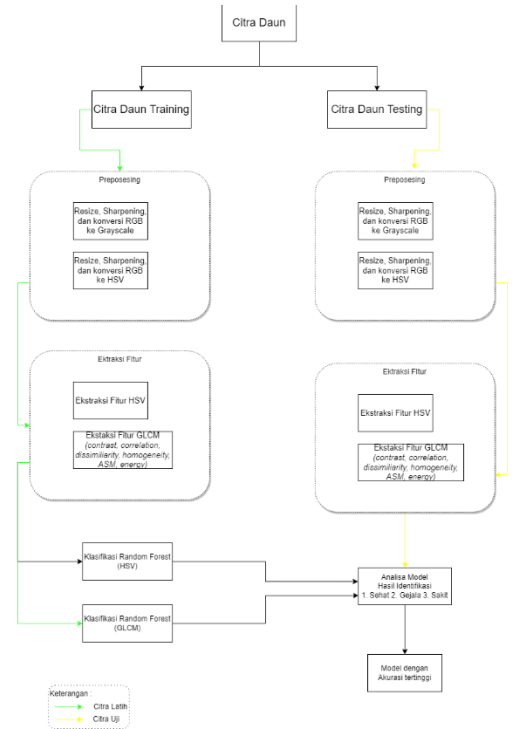 Citra Daun
Citra Daun Training
Citra Daun Testing
Preposesing
Resize, Sharpening,
dan konversi RGB
ke Grayscale
Resize, Sharpening,
dan konversi RGB
ke HSV
Preposesing
Resize, Sharpening,
dan konversi RGB
ke Grayscale
Resize, Sharpening,
dan konversi RGB
ke HSV
Ektraksi Fitur
Ekstraksi Fitur HSV
Ekstaksi Fitur GLCM
(contrast, correlation,
dissimiliarity, homogeneity,
ASM, energy)
Ektraksi Fitur
Ekstraksi Fitur HSV
Ekstaksi Fitur GLCM
(contrast, correlation,
dissimiliarity, homogeneity,
ASM, energy)
Klasifikasi Random Forest
(HSV)
Klasifikasi Random Forest
(GLCM)
Analisa Model
Hasil Identifikasi
1. Sehat 2. Gejala 3. Sakit
Model dengan
Akurasi tertinggi
Keterangan :
Citra Latih
Citra Uji